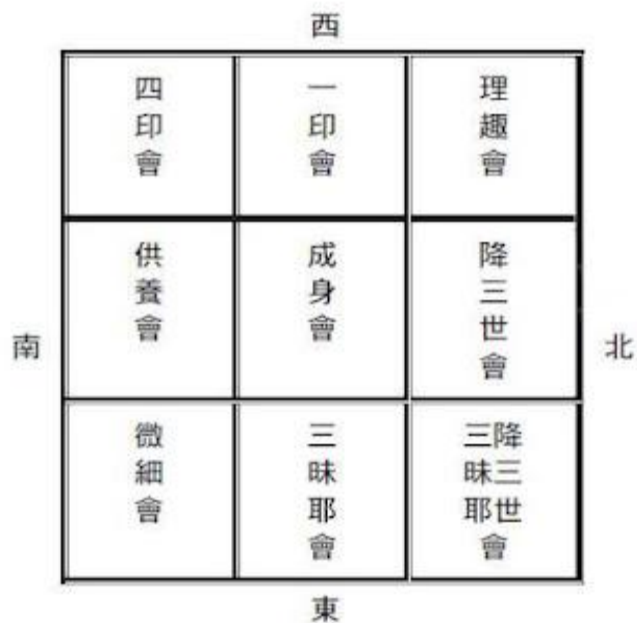 西
四印會
一印會
理趣會
南
供養會
成身會
降三世會
北
微細會
三昧耶會
降三世
三昧耶
會
東